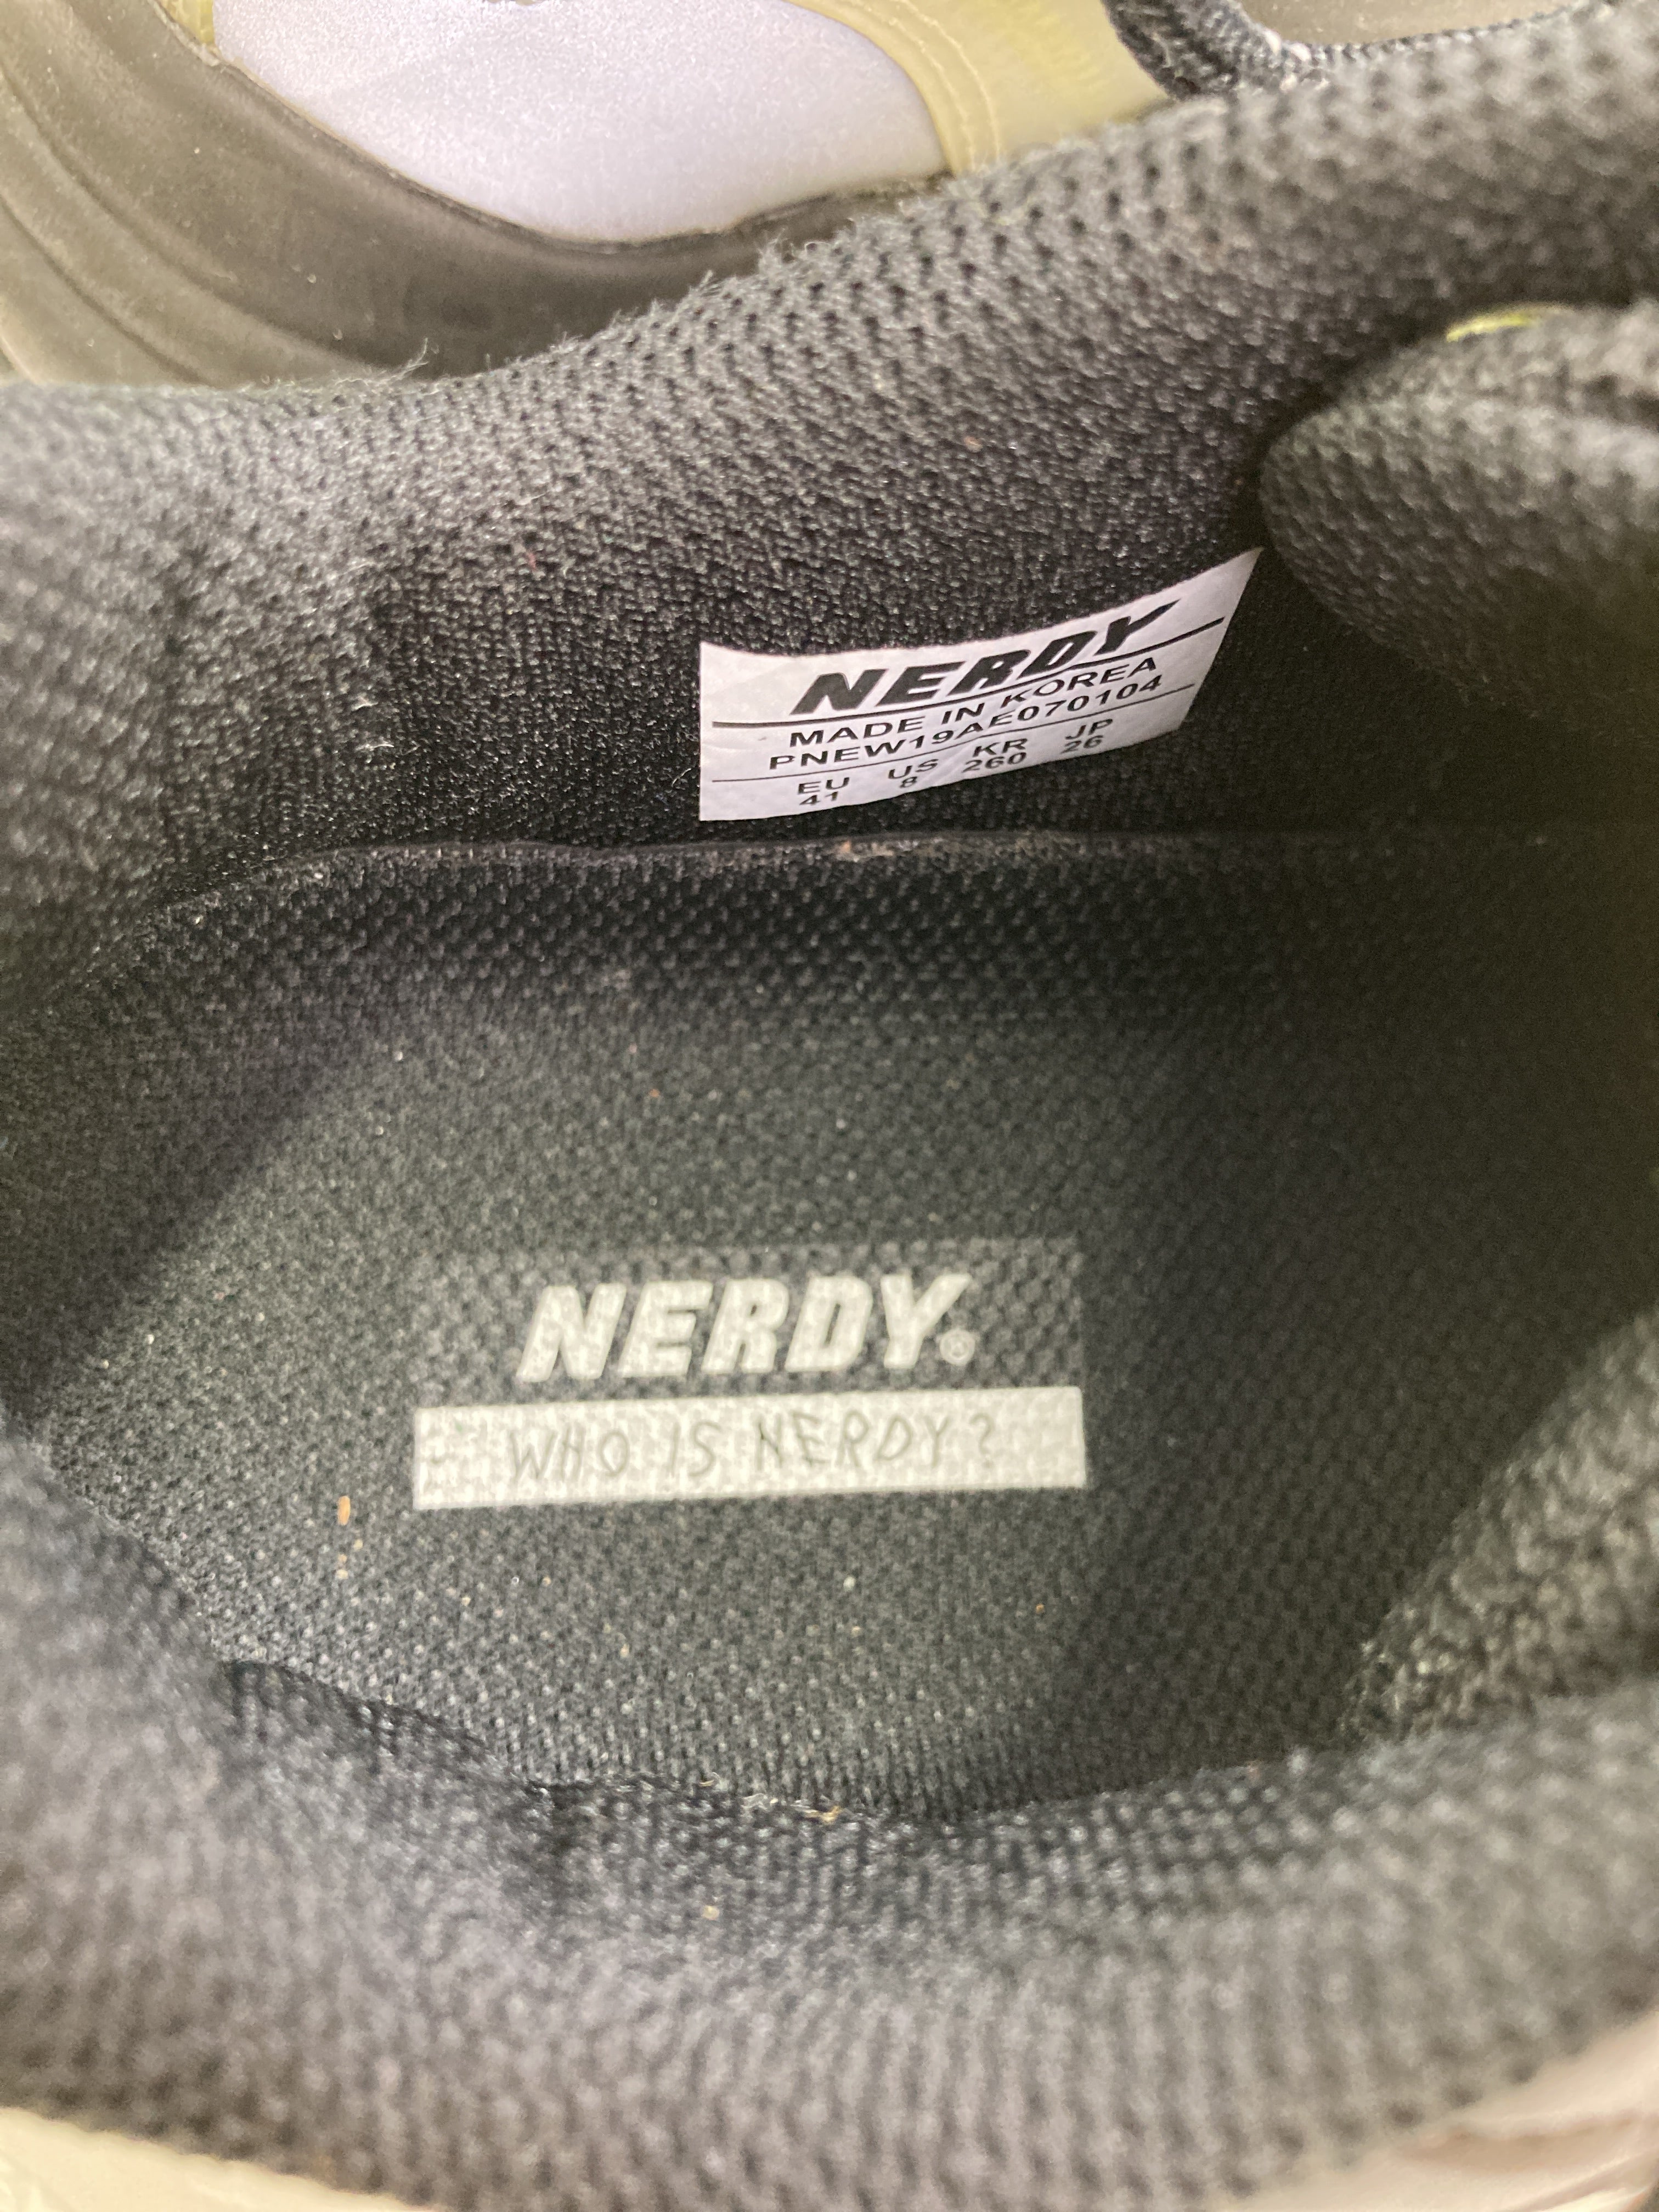 NERDY
MADE IN KOREA
PNEW19AE070104
EU US KR JP
41 8 260 26
NERDY®
WHO IS NERDY?